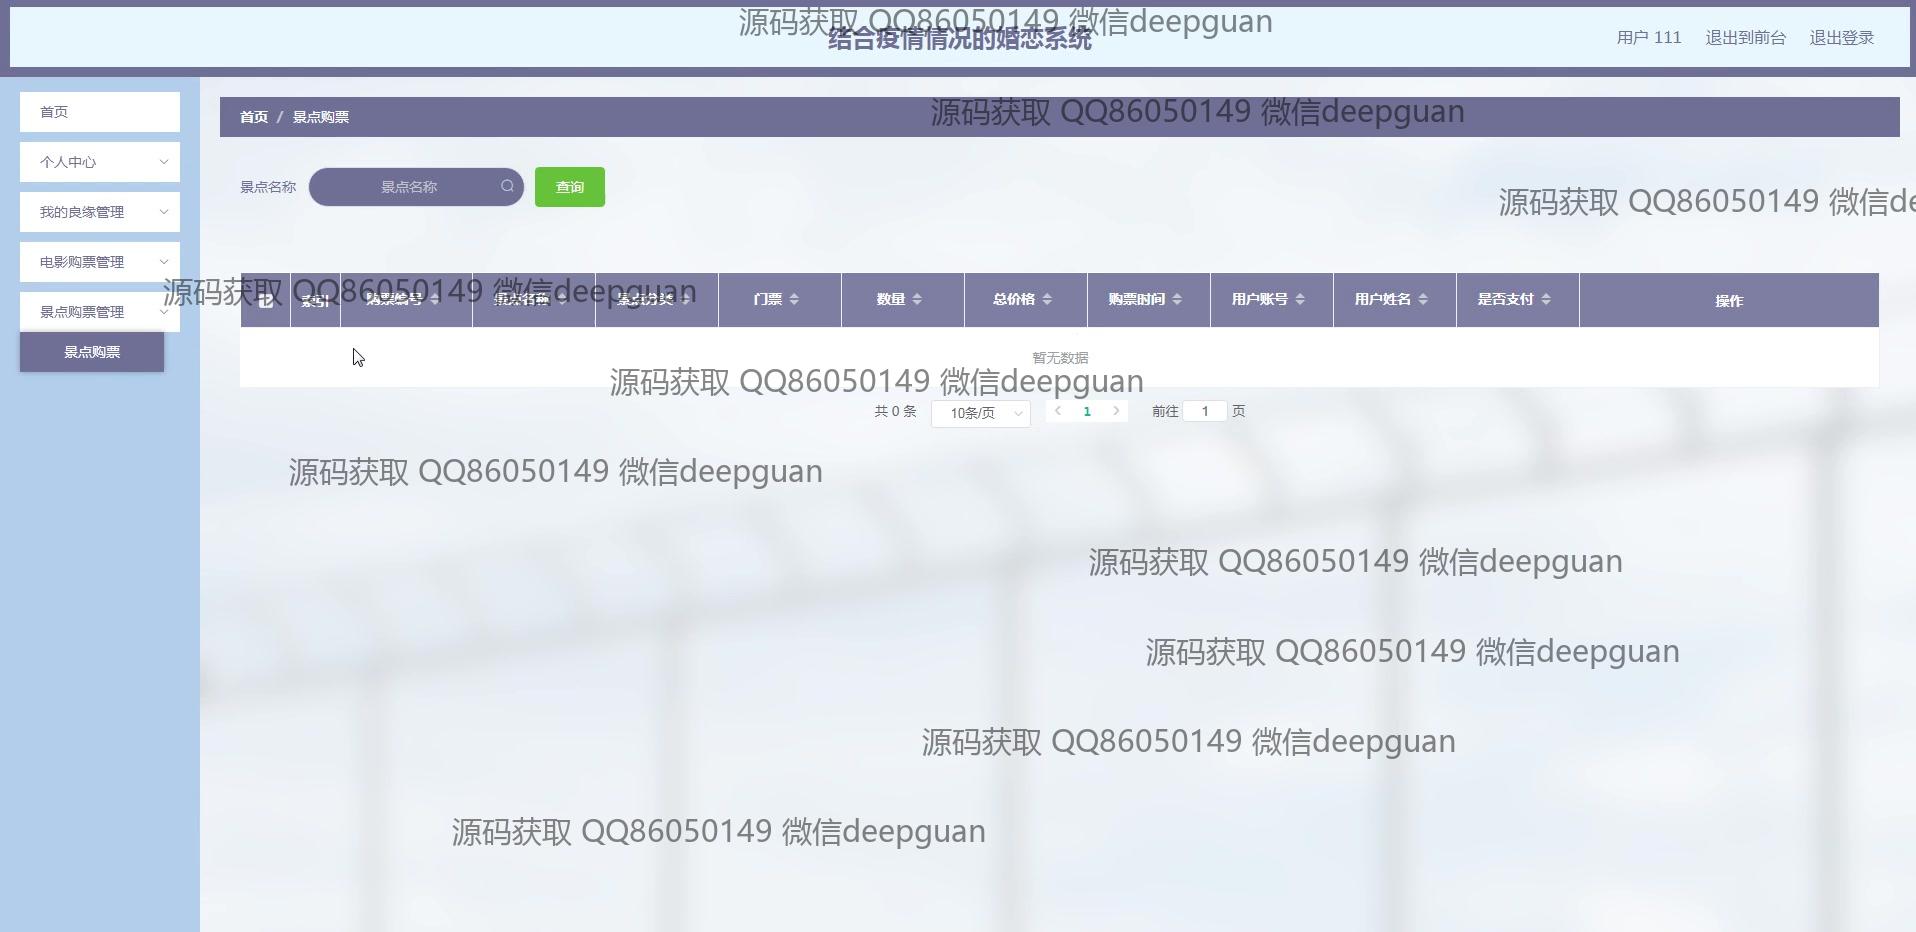 源码获取 QQ86050149 微信deepguan
结合疫情情况的婚恋系统
用户 111 退出到前台 退出登录
首页
个人中心
我的良缘管理
电影购票管理
景点购票管理
景点购票
首页 / 景点购票
源码获取 QQ86050149 微信deepguan
景点名称 景点名称 查询
源码获取 QQ86050149 微信de
源码获取 QQ86050149 微信deepguan
索引 购票编号 景点名称 景点分类 门票 数量 总价格 购票时间 用户账号 用户姓名 是否支付 操作
暂无数据
源码获取 QQ86050149 微信deepguan
共 0 条 10条/页 1 前往 1 页
源码获取 QQ86050149 微信deepguan
源码获取 QQ86050149 微信deepguan
源码获取 QQ86050149 微信deepguan
源码获取 QQ86050149 微信deepguan
源码获取 QQ86050149 微信deepguan